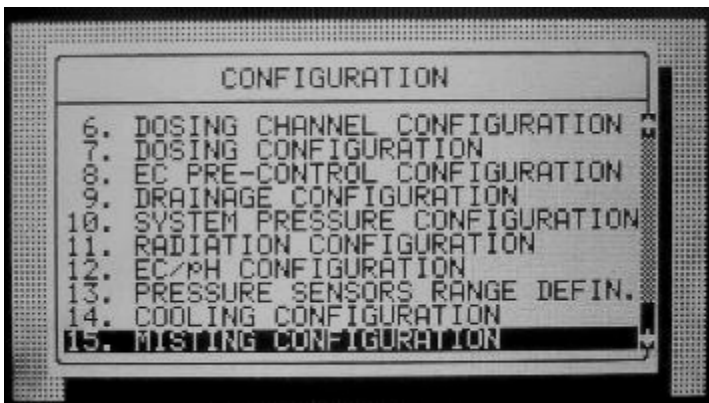 CONFIGURATION
6. DOSING CHANNEL CONFIGURATION
7. DOSING CONFIGURATION
8. EC PRE-CONTROL CONFIGURATION
9. DRAINAGE CONFIGURATION
10. SYSTEM PRESSURE CONFIGURATION
11. RADIATION CONFIGURATION
12. EC/pH CONFIGURATION
13. PRESSURE SENSORS RANGE DEFIN.
14. COOLING CONFIGURATION
15. MISTING CONFIGURATION